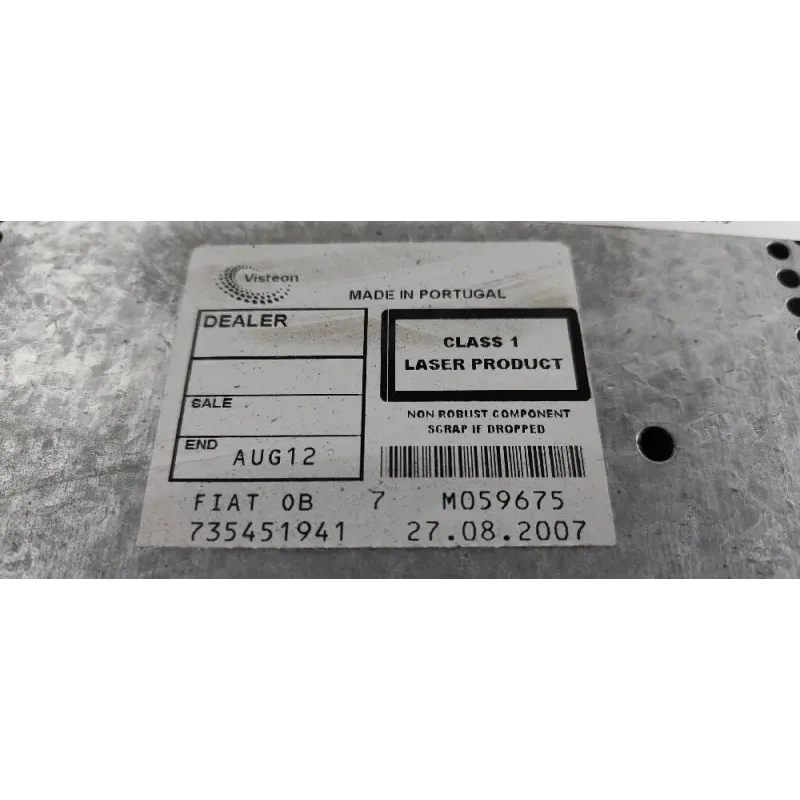 Visteon
MADE IN PORTUGAL
DEALER
SALE
END AUG12
CLASS 1
LASER PRODUCT
NON ROBUST COMPONENT
SCRAP IF DROPPED
FIAT 0B 7 M059675
735451941 27.08.2007